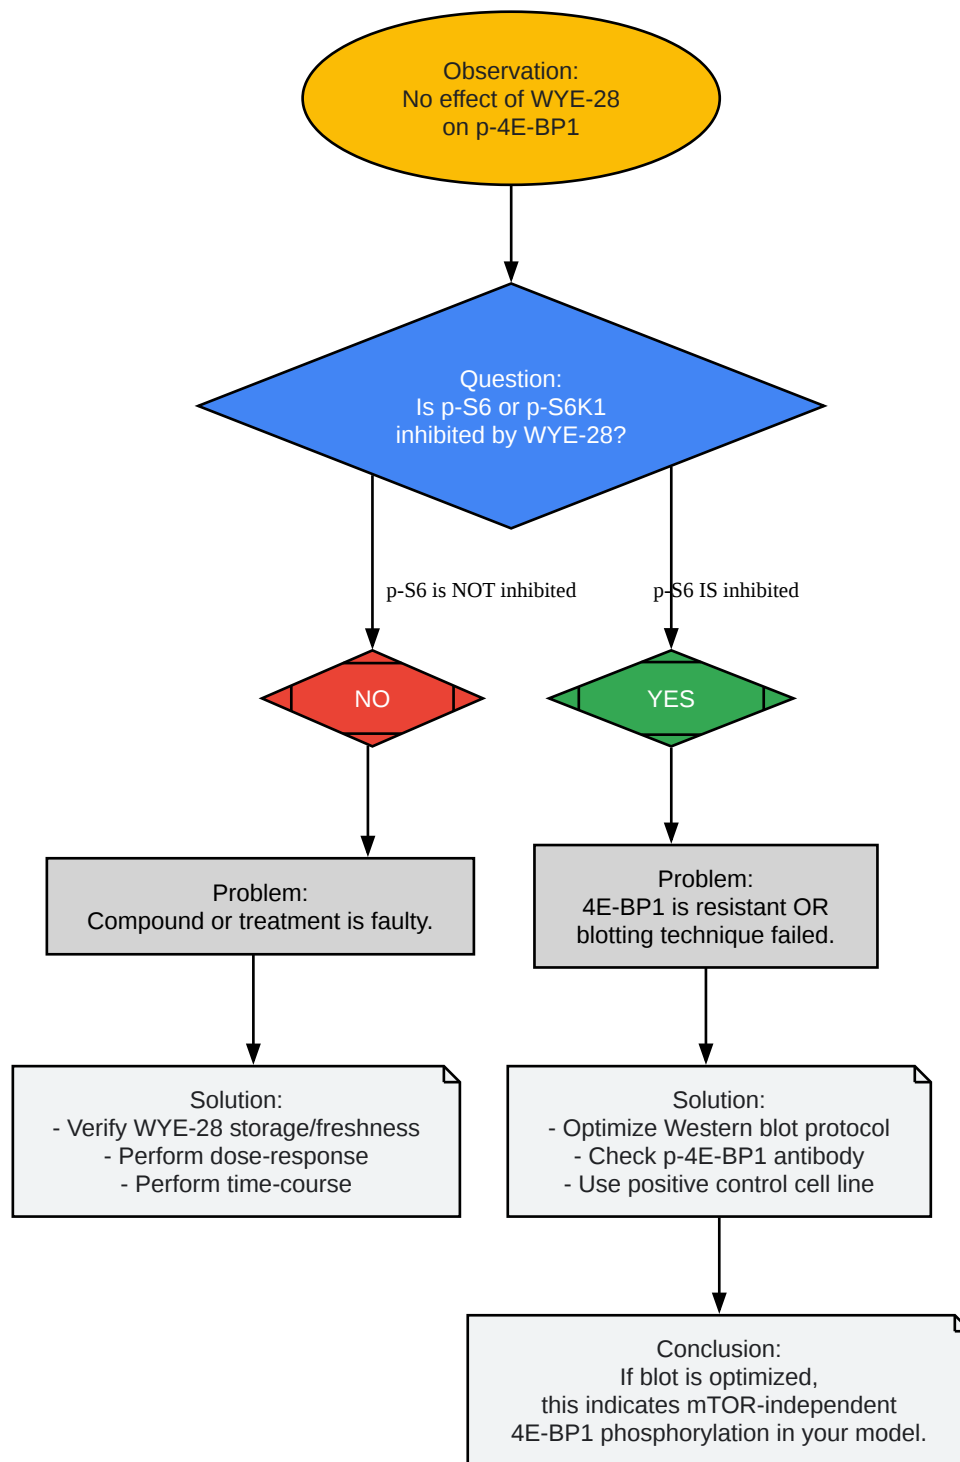 Observation:
No effect of WYE-28
on p-4E-BP1
Question:
Is p-S6 or p-S6K1
inhibited by WYE-28?
p-S6 is NOT inhibited
p-S6 IS inhibited
NO
YES
Problem:
Compound or treatment is faulty.
Problem:
4E-BP1 is resistant OR
blotting technique failed.
Solution:
- Verify WYE-28 storage/freshness
- Perform dose-response
- Perform time-course
Solution:
- Optimize Western blot protocol
- Check p-4E-BP1 antibody
- Use positive control cell line
Conclusion:
If blot is optimized,
this indicates mTOR-independent
4E-BP1 phosphorylation in your model.